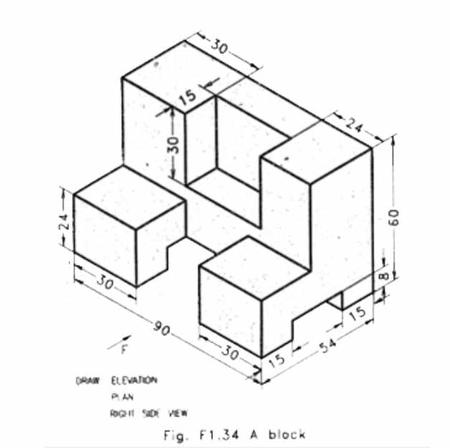 30
15
24
30
60
24
8
30
90
15
54
F
30
15
DRAW ELEVATION
PLAN
RIGHT SIDE VIEW
Fig. F1.34 A block